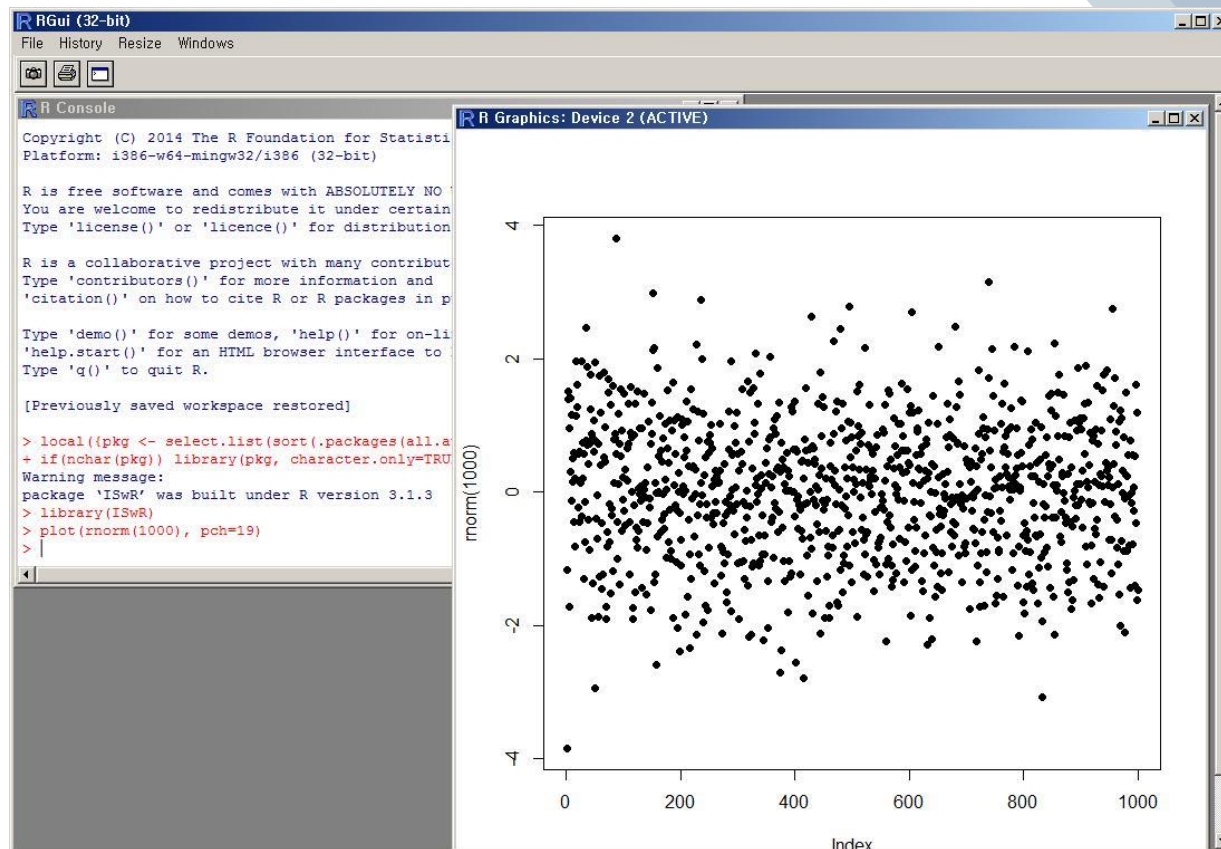 RGui (32-bit)
File History Resize Windows
R Console
Copyright (C) 2014 The R Foundation for Statisti
Platform: i386-w64-mingw32/i386 (32-bit)
R is free software and comes with ABSOLUTELY NO
You are welcome to redistribute it under certain
Type 'license()' or 'licence()' for distribution
R is a collaborative project with many contribut
Type 'contributors()' for more information and
'citation()' on how to cite R or R packages in p
Type 'demo()' for some demos, 'help()' for on-li
'help.start()' for an HTML browser interface to
Type 'q()' to quit R.
[Previously saved workspace restored]
> local({pkg <- select.list(sort(.packages(all.a
+ if(nchar(pkg)) library(pkg, character.only=TRU
Warning message:
package ‘ISwR’ was built under R version 3.1.3
> library(ISwR)
> plot(rnorm(1000), pch=19)
>
R Graphics: Device 2 (ACTIVE)
rnorm(1000)
4
2
0
-2
-4
0 200 400 600 800 1000
Index